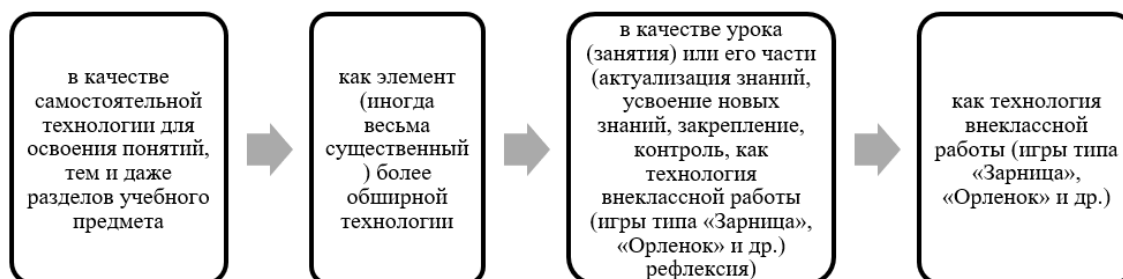 в качестве
самостоятельной
технологии для
освоения понятий,
тем и даже
разделов учебного
предмета
как элемент
(иногда
весьма
существенный
) более
обширной
технологии
в качестве урока
(занятия) или его части
(актуализация знаний,
усвоение новых
знаний, закрепление,
контроль, как
технология
внеклассной работы
(игры типа «Зарница»,
«Орленок» и др.)
рефлексия)
как технология
внеклассной
работы (игры типа
«Зарница»,
«Орленок» и др.)